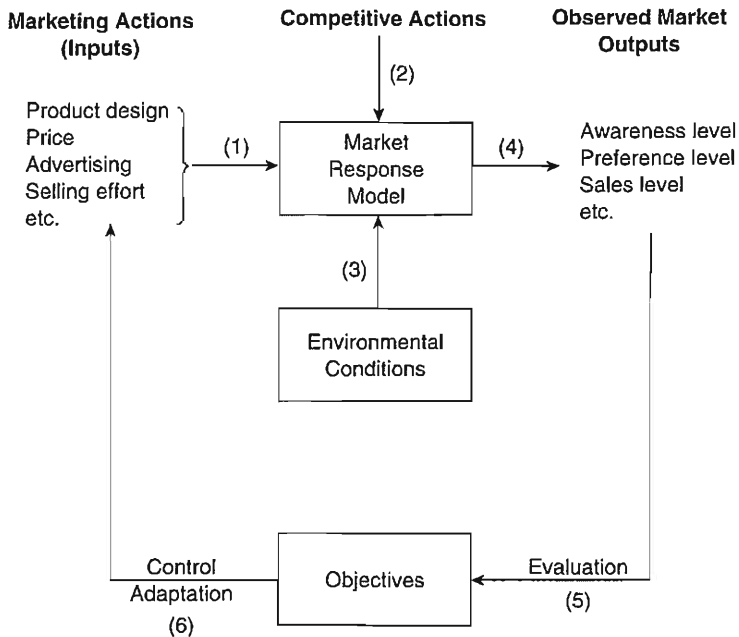 Marketing Actions
(Inputs)
Competitive Actions
Observed Market
Outputs
(2)
Product design
Price
Advertising
Selling effort
etc.
(1)
Market
Response
Model
(4)
Awareness level
Preference level
Sales level
etc.
(3)
Environmental
Conditions
Control
Adaptation
(6)
Objectives
Evaluation
(5)